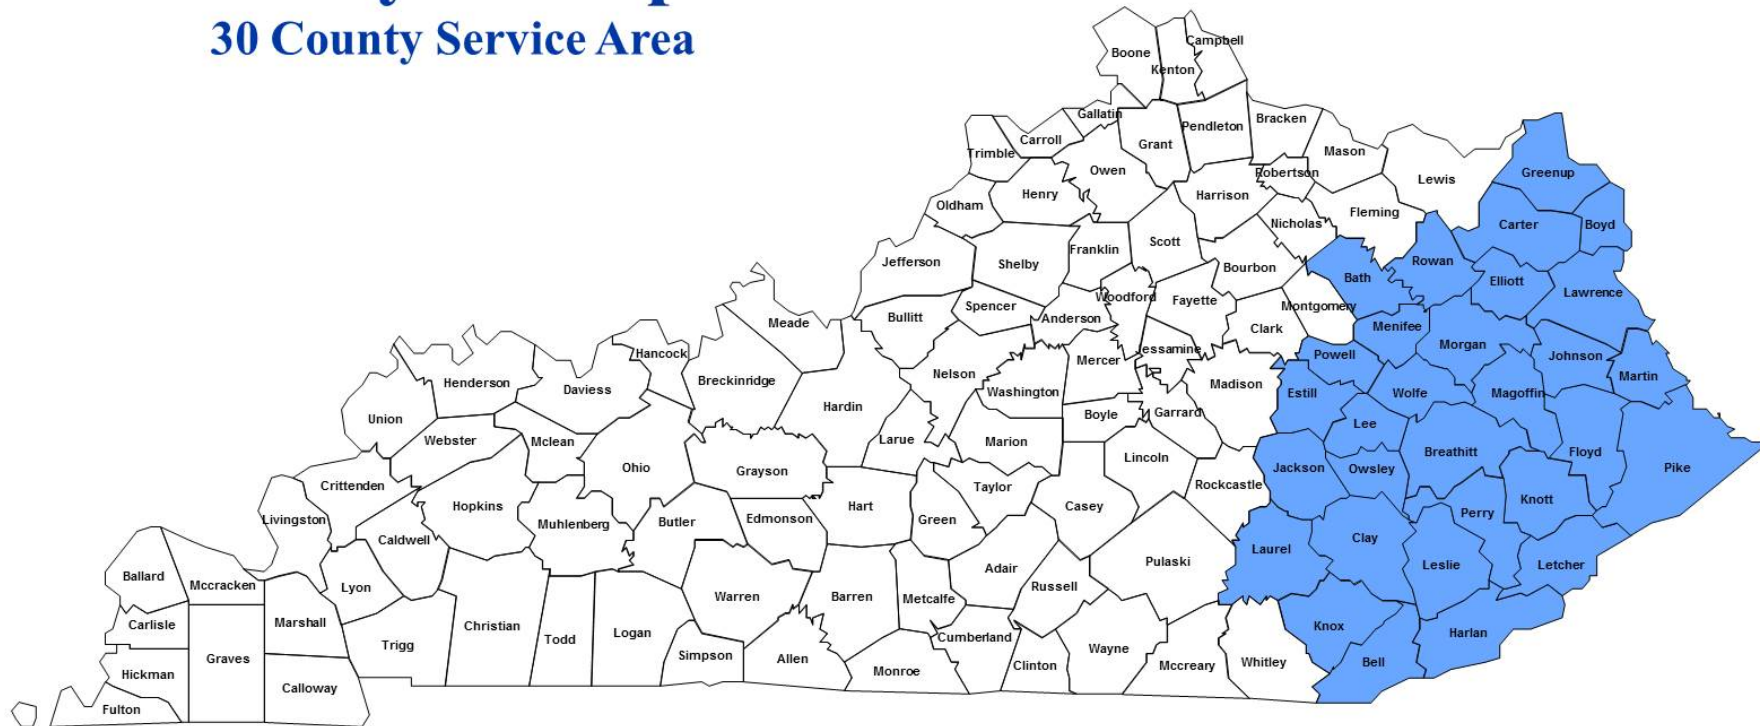 30 County Service Area
Campbell
Boone
Kenton
Gallatin
Bracken
Pendleton
Carroll
Grant
Trimble
Mason
Owen
Robertson
Greenup
Lewis
Henry
Harrison
Oldham
Fleming
Nicholas
Carter
Boyd
Scott
Franklin
Jefferson
Shelby
Rowan
Bourbon
Bath
Elliott
Lawrence
Woodford
Fayette
Spencer
Montgomery
Bullitt
Anderson
Meade
Clark
Menifee
Morgan
Jessamine
Hancock
Powell
Johnson
Mercer
Nelson
Martin
Breckinridge
Henderson
Madison
Daviess
Washington
Estill
Wolfe
Magoffin
Hardin
Boyle
Garrard
Union
Lee
Webster
Mclean
Larue
Marion
Breathitt
Floyd
Lincoln
Ohio
Grayson
Jackson
Owsley
Pike
Crittenden
Taylor
Rockcastle
Knott
Hopkins
Hart
Casey
Perry
Livingston
Muhlenberg
Butler
Edmonson
Green
Caldwell
Clay
Laurel
Pulaski
Leslie
Letcher
Adair
Ballard
Mccracken
Lyon
Russell
Warren
Barren
Metcalfe
Carlisle
Marshall
Christian
Knox
Todd
Logan
Harlan
Cumberland
Trigg
Wayne
Graves
Simpson
Allen
Clinton
Mccreary
Whitley
Bell
Hickman
Monroe
Calloway
Fulton